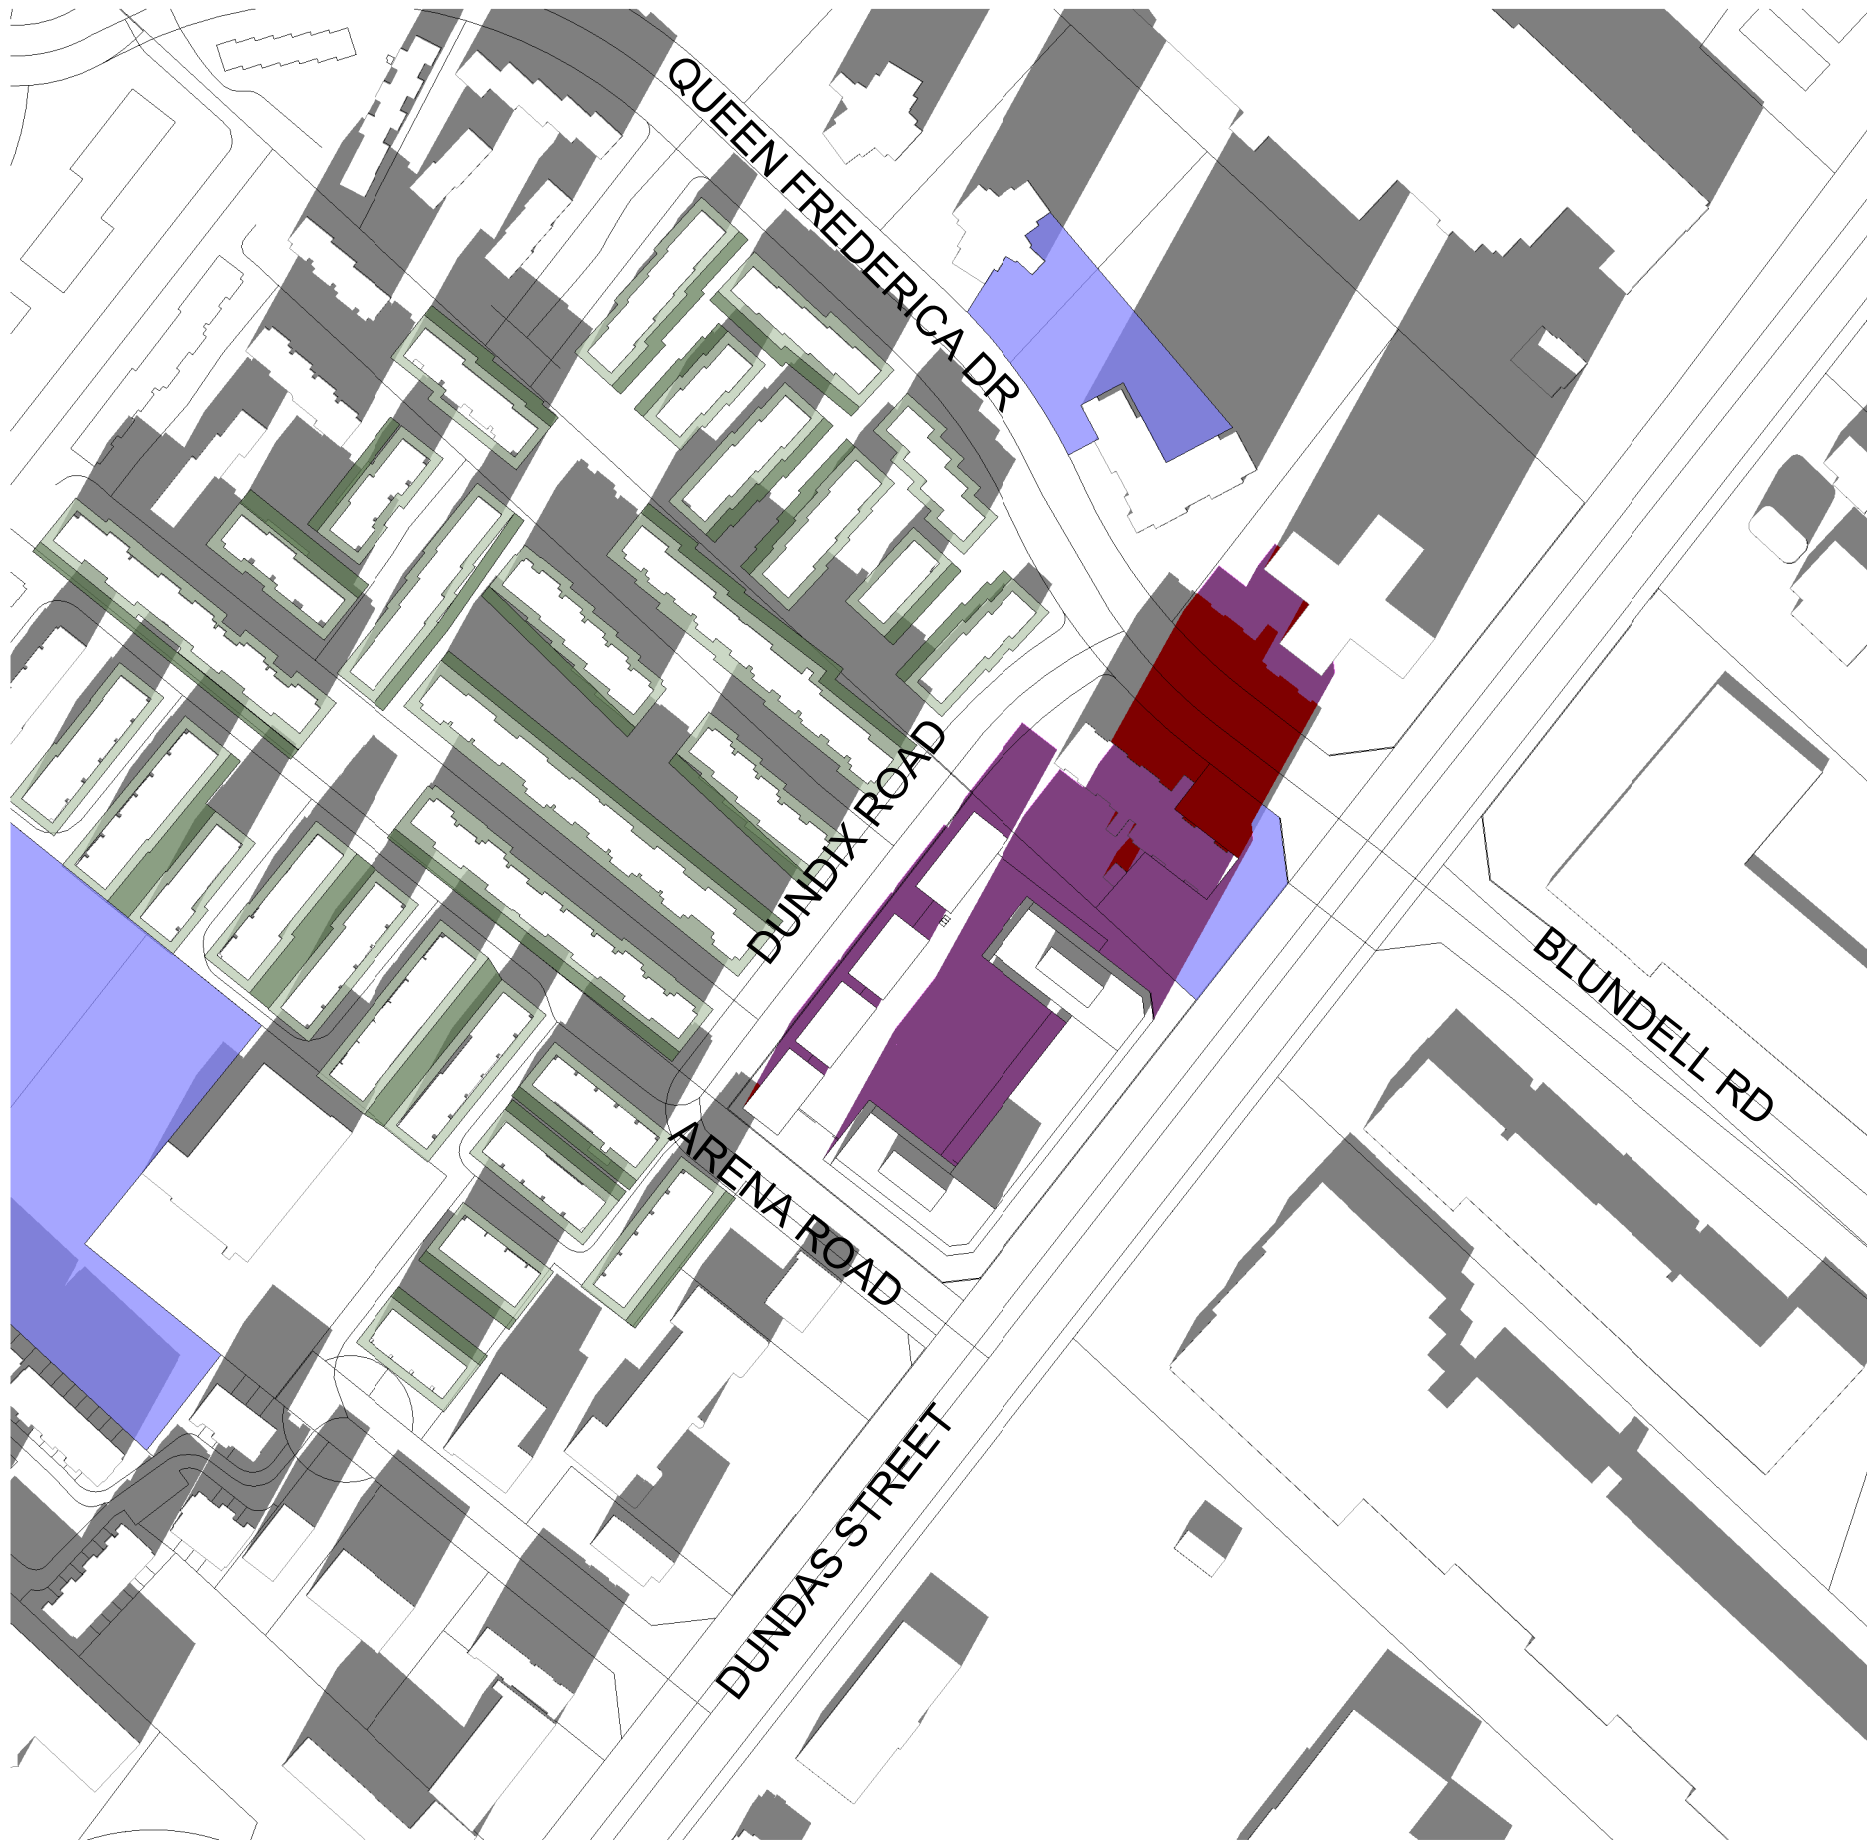 QUEEN FREDERICA DR
DUNDIX ROAD
BLUNDELL RD
ARENA ROAD
DUNDAS STREET